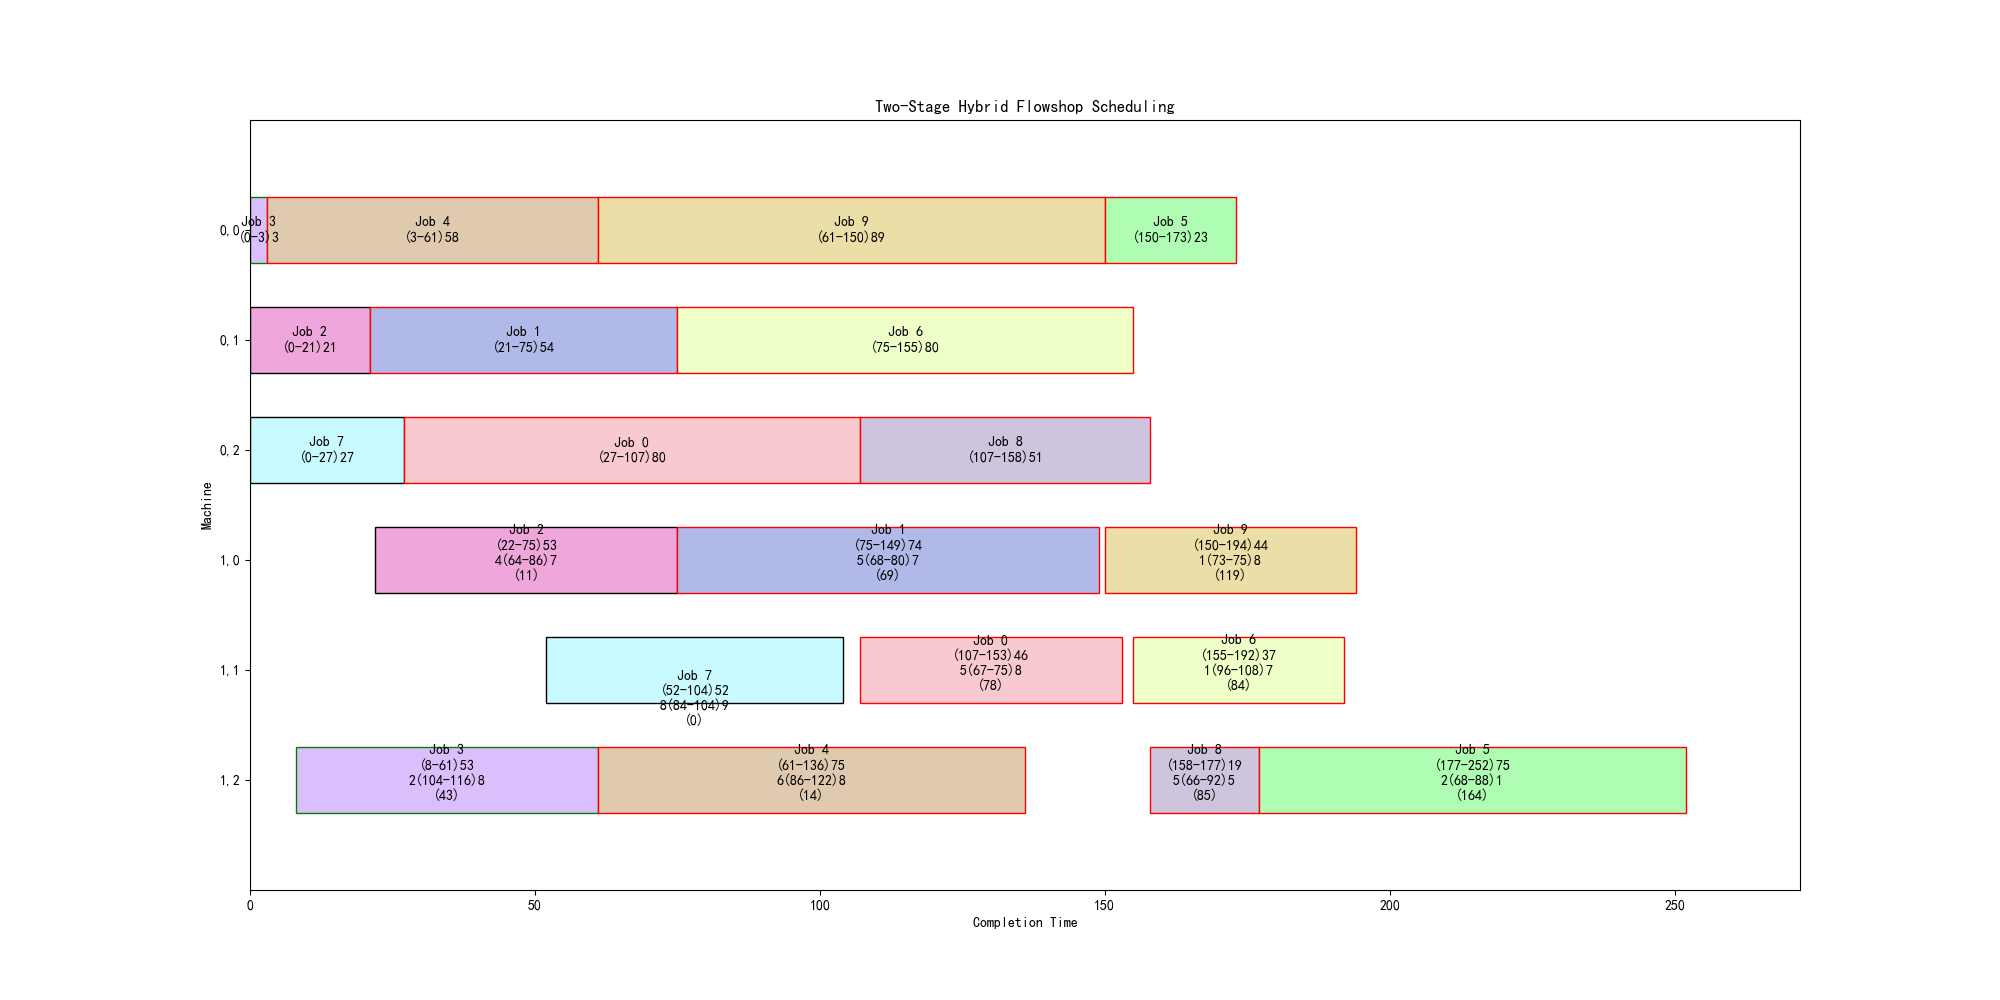 Two-Stage Hybrid Flowshop Scheduling
0,0
Job 3
(0-3)3
Job 4
(3-61)58
Job 9
(61-150)89
Job 5
(150-173)23
0,1
Job 2
(0-21)21
Job 1
(21-75)54
Job 6
(75-155)80
0,2
Job 7
(0-27)27
Job 0
(27-107)80
Job 8
(107-158)51
Machine
1,0
Job 2
(22-75)53
4(64-86)7
(11)
Job 1
(75-149)74
5(68-80)7
(69)
Job 9
(150-194)44
1(73-75)8
(119)
1,1
Job 7
(52-104)52
8(84-104)9
(0)
Job 0
(107-153)46
5(67-75)8
(78)
Job 6
(155-192)37
1(96-108)7
(84)
1,2
Job 3
(8-61)53
2(104-116)8
(43)
Job 4
(61-136)75
6(86-122)8
(14)
Job 8
(158-177)19
5(66-92)5
(85)
Job 5
(177-252)75
2(68-88)1
(164)
0
50
100
150
200
250
Completion Time